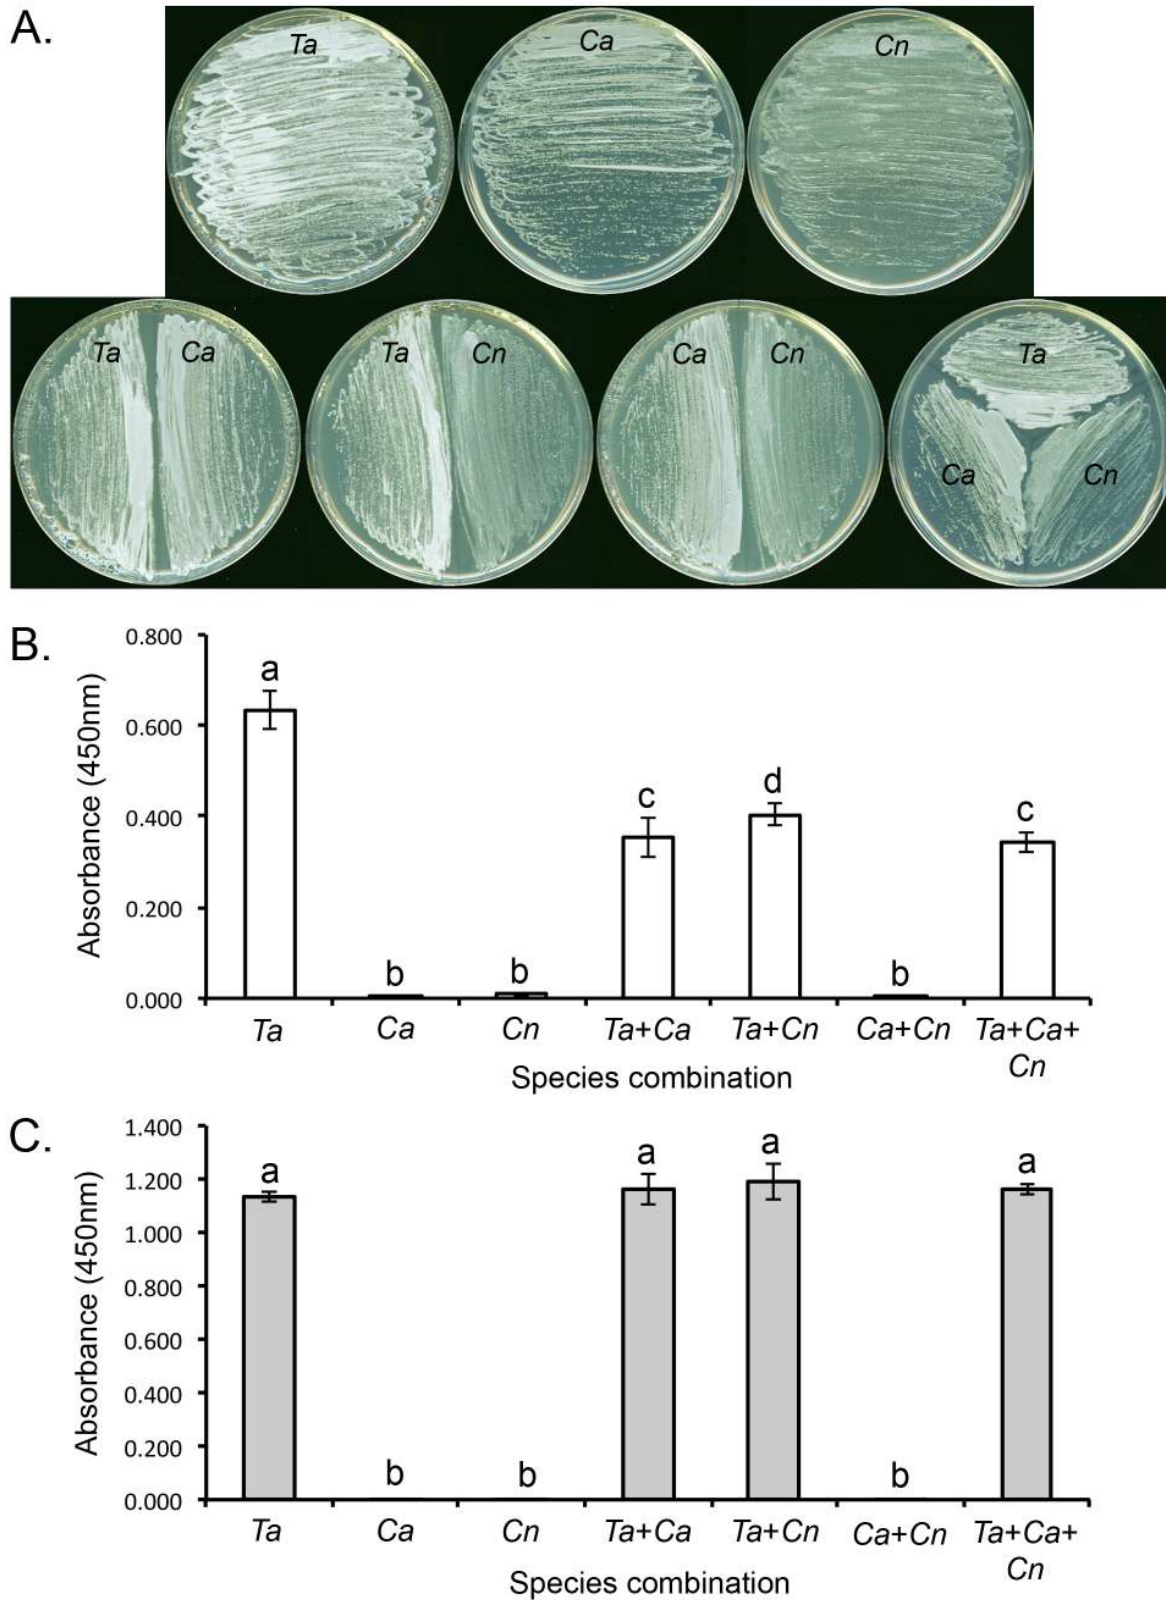 A.
Ta
Ca
Cn
Ta Ca
Ta Cn
Ca Cn
Ta
Ca
Cn
B.
Absorbance (450nm)
0.800
0.600
0.400
0.200
0.000
a
b
b
c
d
b
c
Ta
Ca
Cn
Ta+Ca
Ta+Cn
Ca+Cn
Ta+Ca+
Cn
Species combination
C.
Absorbance (450nm)
1.400
1.200
1.000
0.800
0.600
0.400
0.200
0.000
a
b
b
a
a
b
a
Ta
Ca
Cn
Ta+Ca
Ta+Cn
Ca+Cn
Ta+Ca+
Cn
Species combination